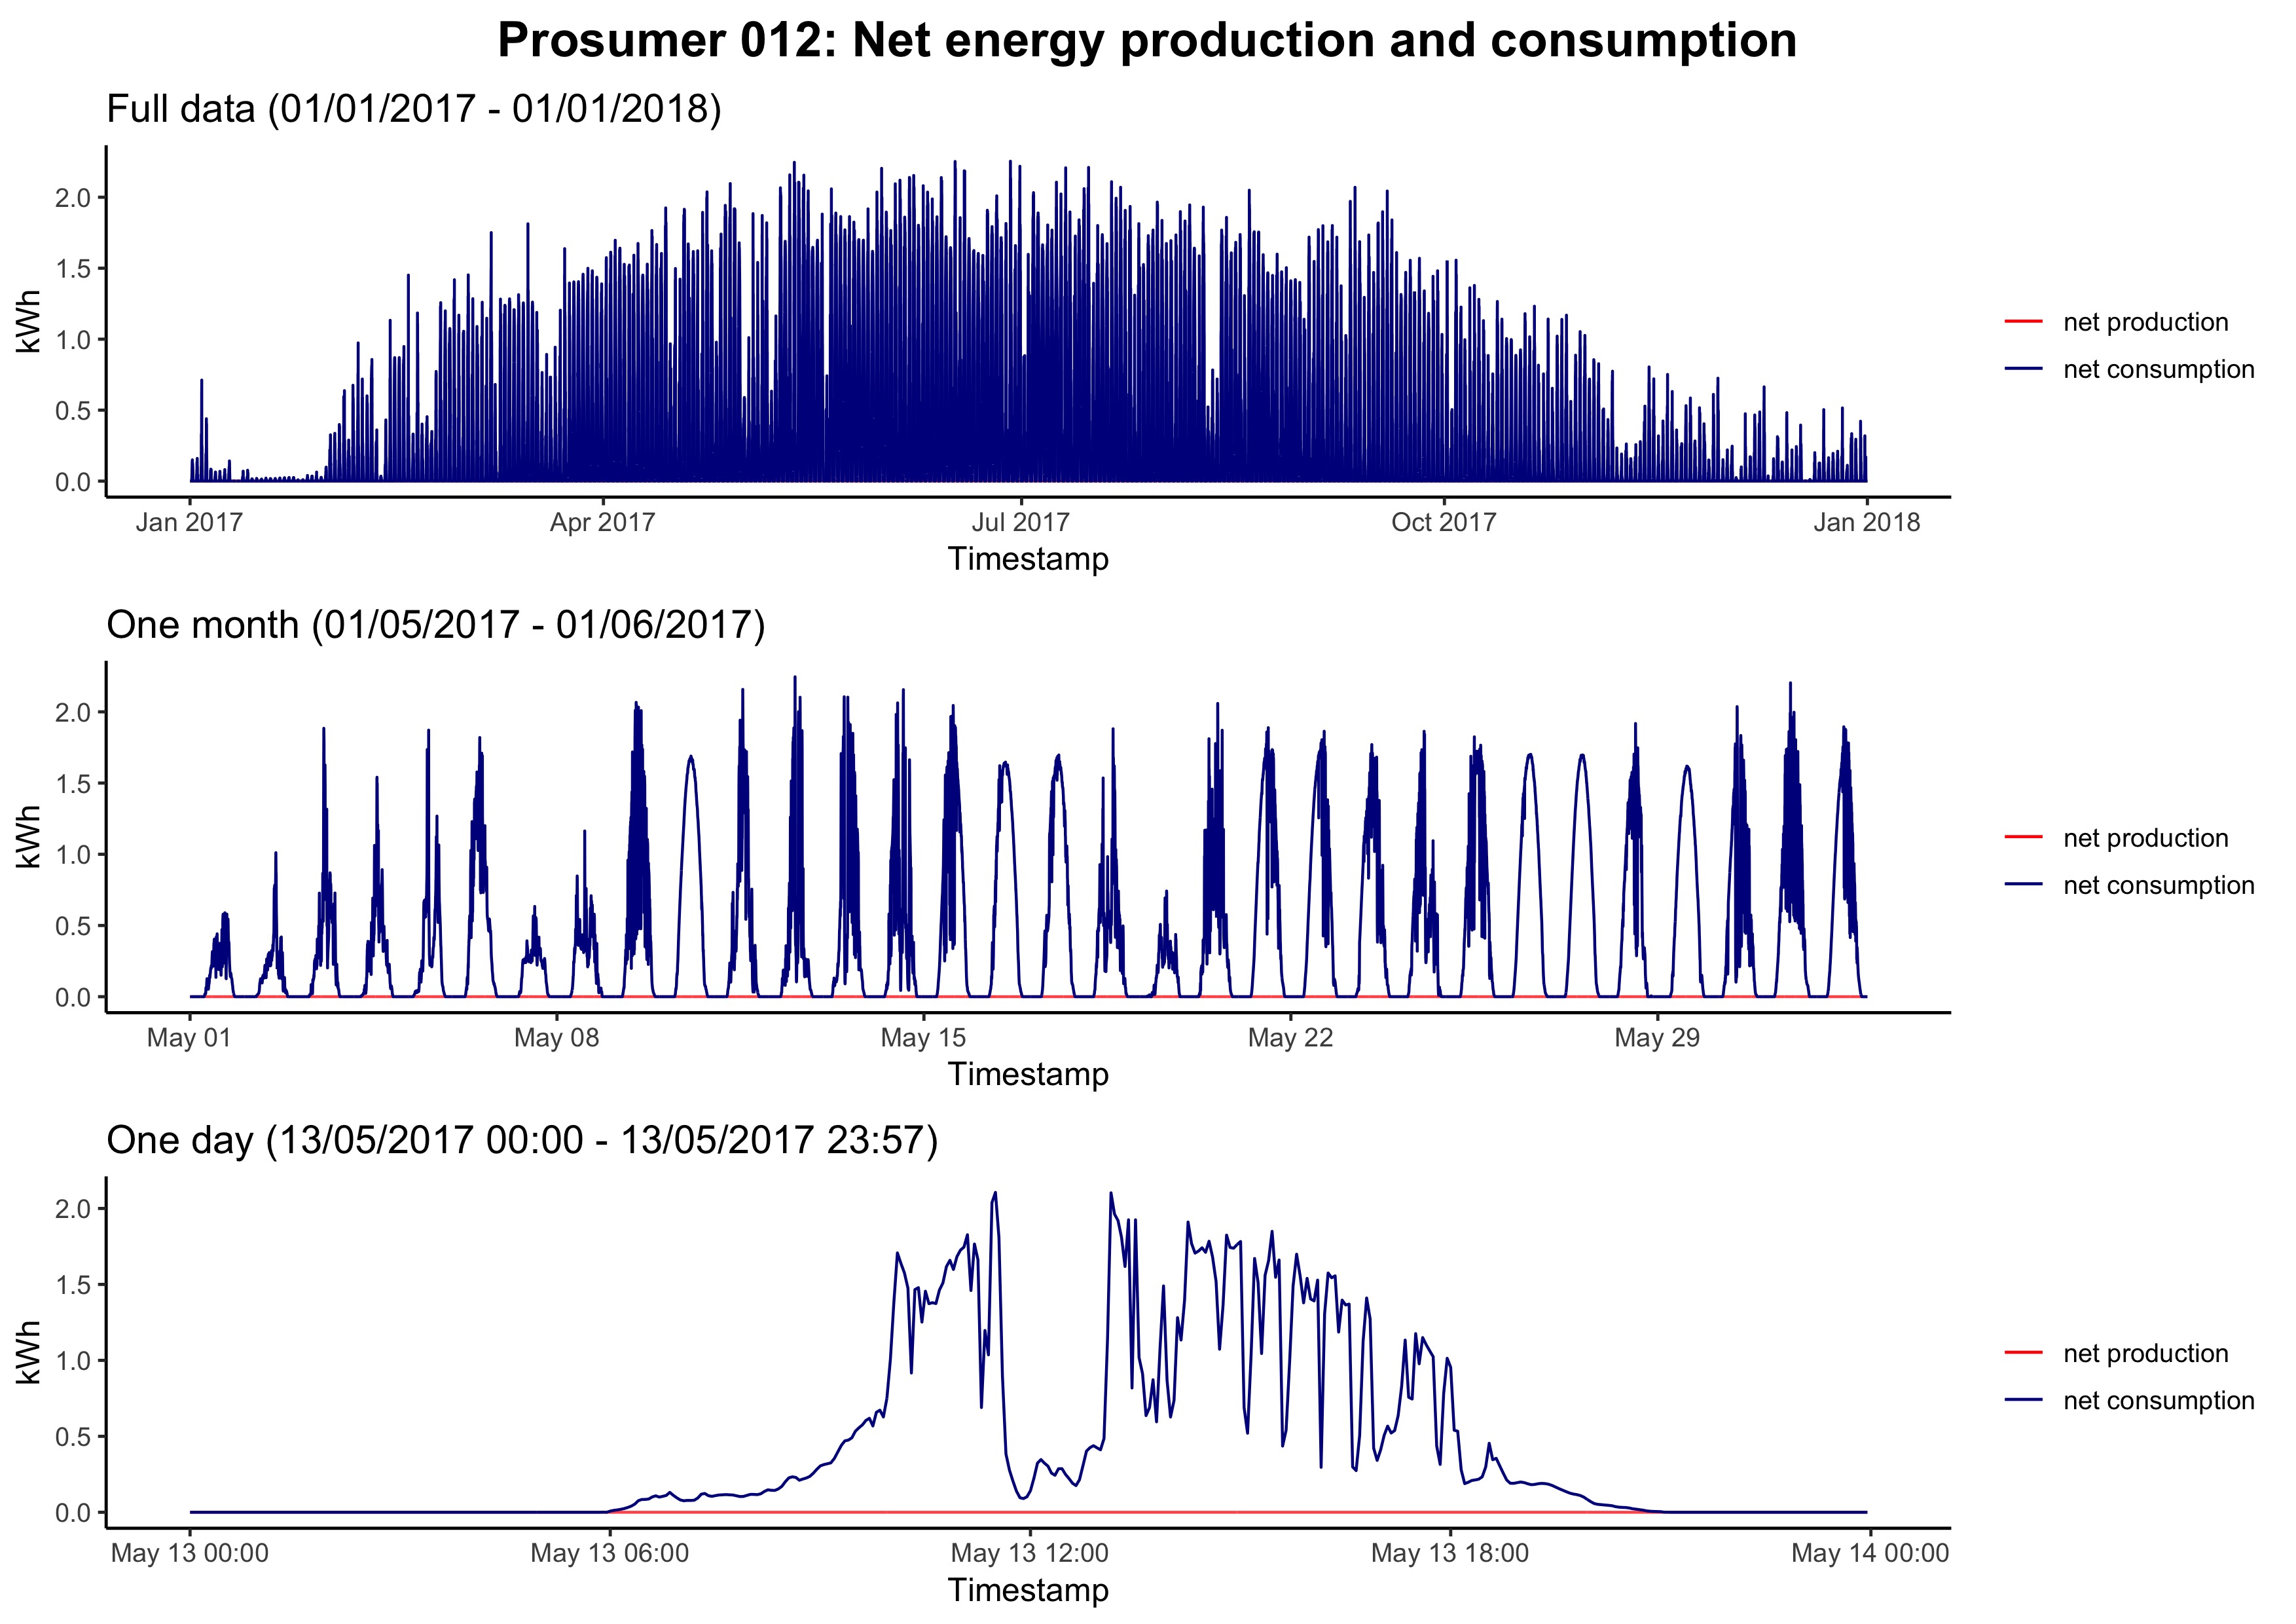 Prosumer 012: Net energy production and consumption
Full data (01/01/2017 - 01/01/2018)
kWh
2.0
1.5
1.0
0.5
0.0
Jan 2017 Apr 2017 Jul 2017 Oct 2017 Jan 2018
Timestamp
net production
net consumption
One month (01/05/2017 - 01/06/2017)
kWh
2.0
1.5
1.0
0.5
0.0
May 01 May 08 May 15 May 22 May 29
Timestamp
net production
net consumption
One day (13/05/2017 00:00 - 13/05/2017 23:57)
kWh
2.0
1.5
1.0
0.5
0.0
May 13 00:00 May 13 06:00 May 13 12:00 May 13 18:00 May 14 00:00
Timestamp
net production
net consumption